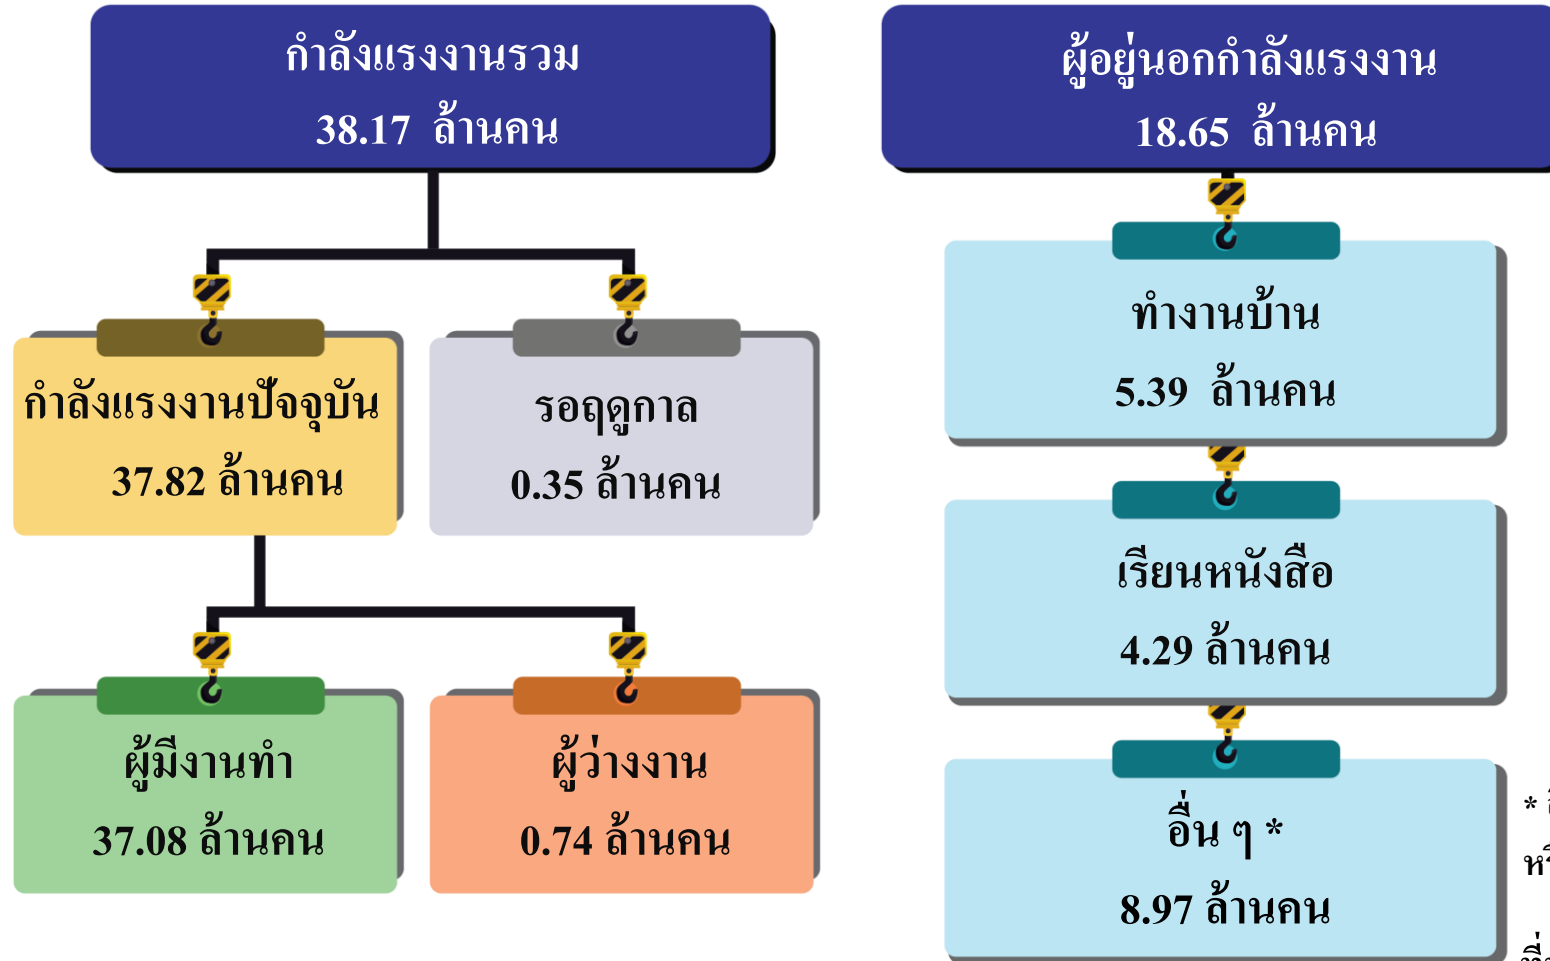 กำลังแรงงานรวม
38.17 ล้านคน
ผู้อยู่นอกกำลังแรงงาน
18.65 ล้านคน
กำลังแรงงานปัจจุบัน
37.82 ล้านคน
รอฤดูกาล
0.35 ล้านคน
ผู้มีงานทำ
37.08 ล้านคน
ผู้ว่างงาน
0.74 ล้านคน
ทำงานบ้าน
5.39 ล้านคน
เรียนหนังสือ
4.29 ล้านคน
อื่น ๆ *
8.97 ล้านคน
*